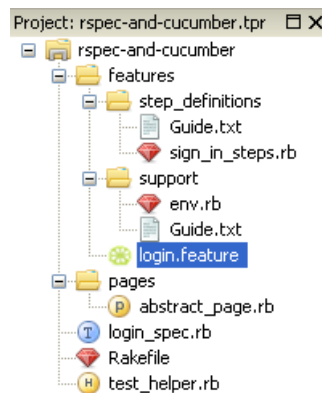 Project: rspec-and-cucumber.tpr
rspec-and-cucumber
features
step_definitions
Guide.txt
sign_in_steps.rb
support
env.rb
Guide.txt
login.feature
pages
P abstract_page.rb
T login_spec.rb
Rakefile
H test_helper.rb